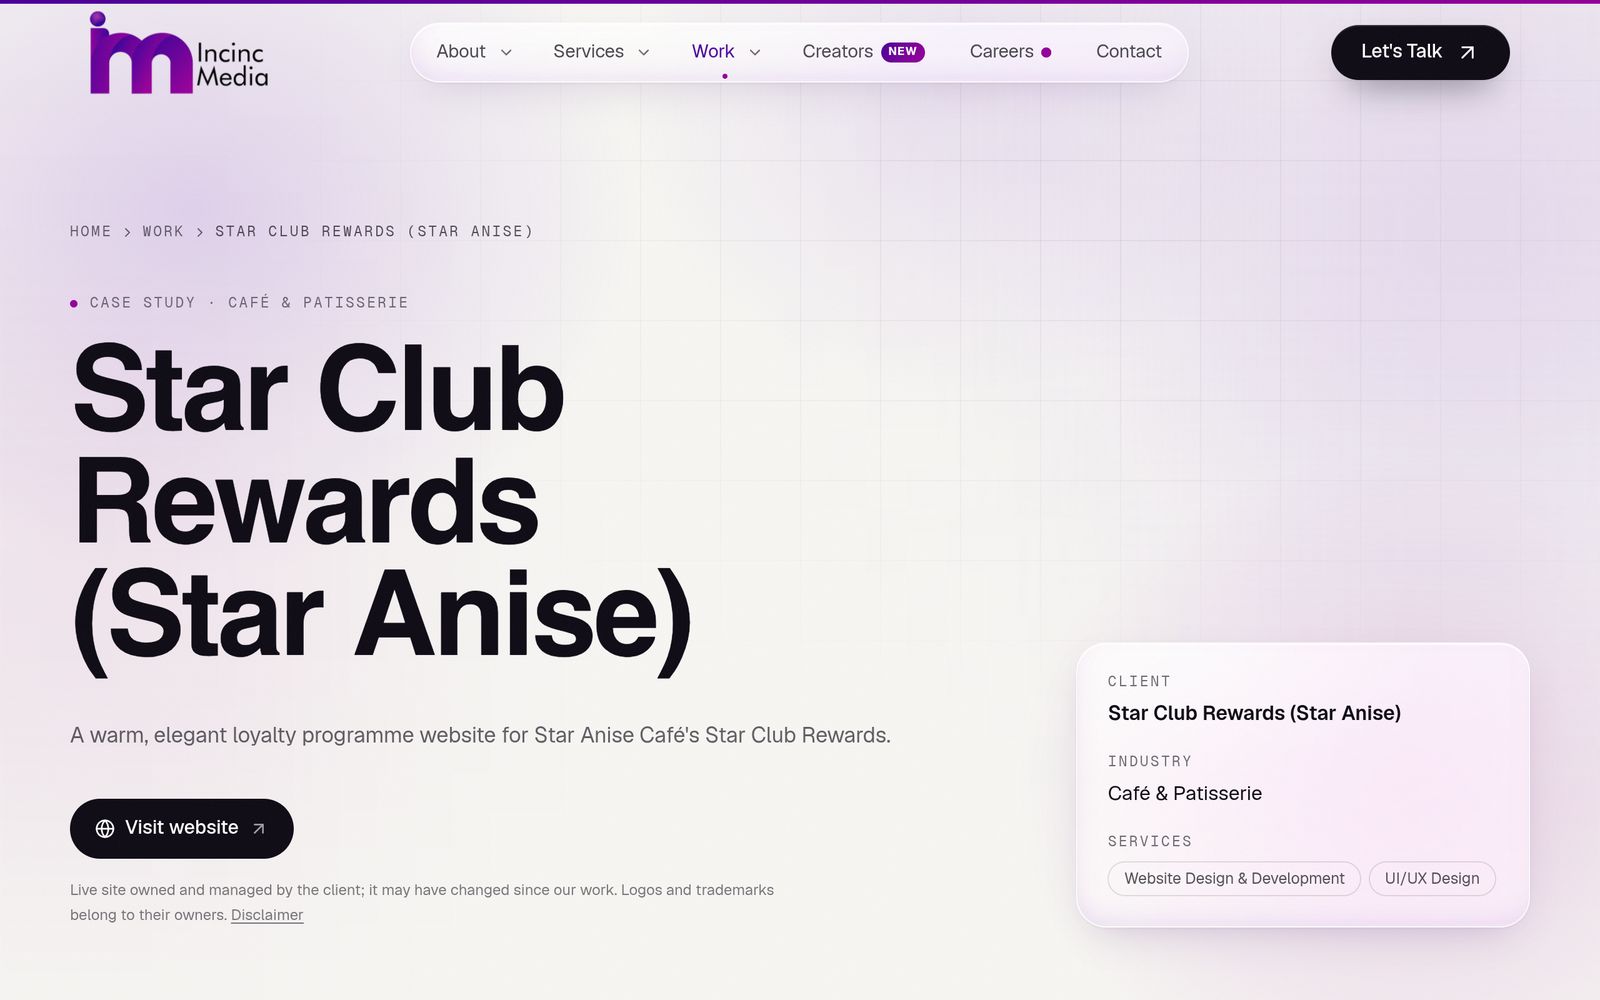 Incinc
Media
About
Services
Work
Creators NEW
Careers
Contact
Let's Talk
HOME > WORK > STAR CLUB REWARDS (STAR ANISE)
CASE STUDY · CAFÉ & PATISSERIE
Star Club
Rewards
(Star Anise)
A warm, elegant loyalty programme website for Star Anise Café's Star Club Rewards.
Visit website
Live site owned and managed by the client; it may have changed since our work. Logos and trademarks
belong to their owners. Disclaimer
CLIENT
Star Club Rewards (Star Anise)
INDUSTRY
Café & Patisserie
SERVICES
Website Design & Development
UI/UX Design